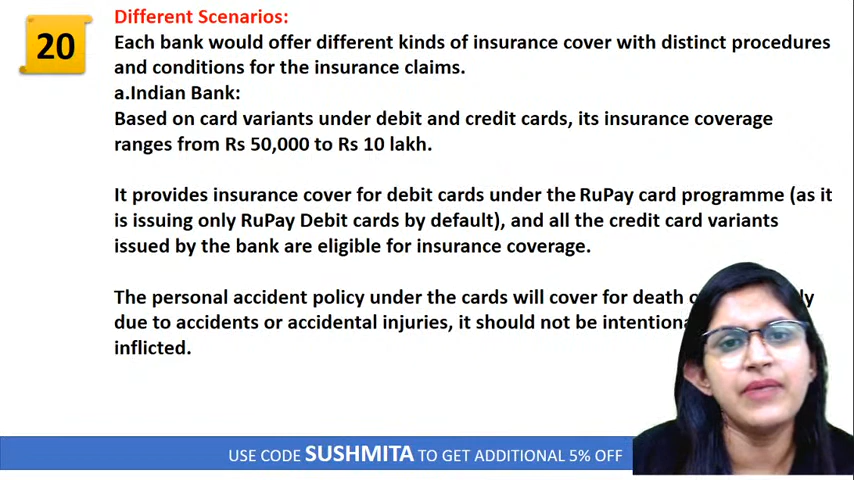 Different Scenarios:
20
Each bank would offer different kinds of insurance cover with distinct procedures
and conditions for the insurance claims.
a.Indian Bank:
Based on card variants under debit and credit cards, its insurance coverage
ranges from Rs 50,000 to Rs 10 lakh.
It provides insurance cover for debit cards under the RuPay card programme (as it
is issuing only RuPay Debit cards by default), and all the credit card variants
issued by the bank are eligible for insurance coverage.
The personal accident policy under the cards will cover for death
due to accidents or accidental injuries, it should not be
inflicted.
USE CODE SUSHMITA TO GET ADDITIONAL 5% OFF